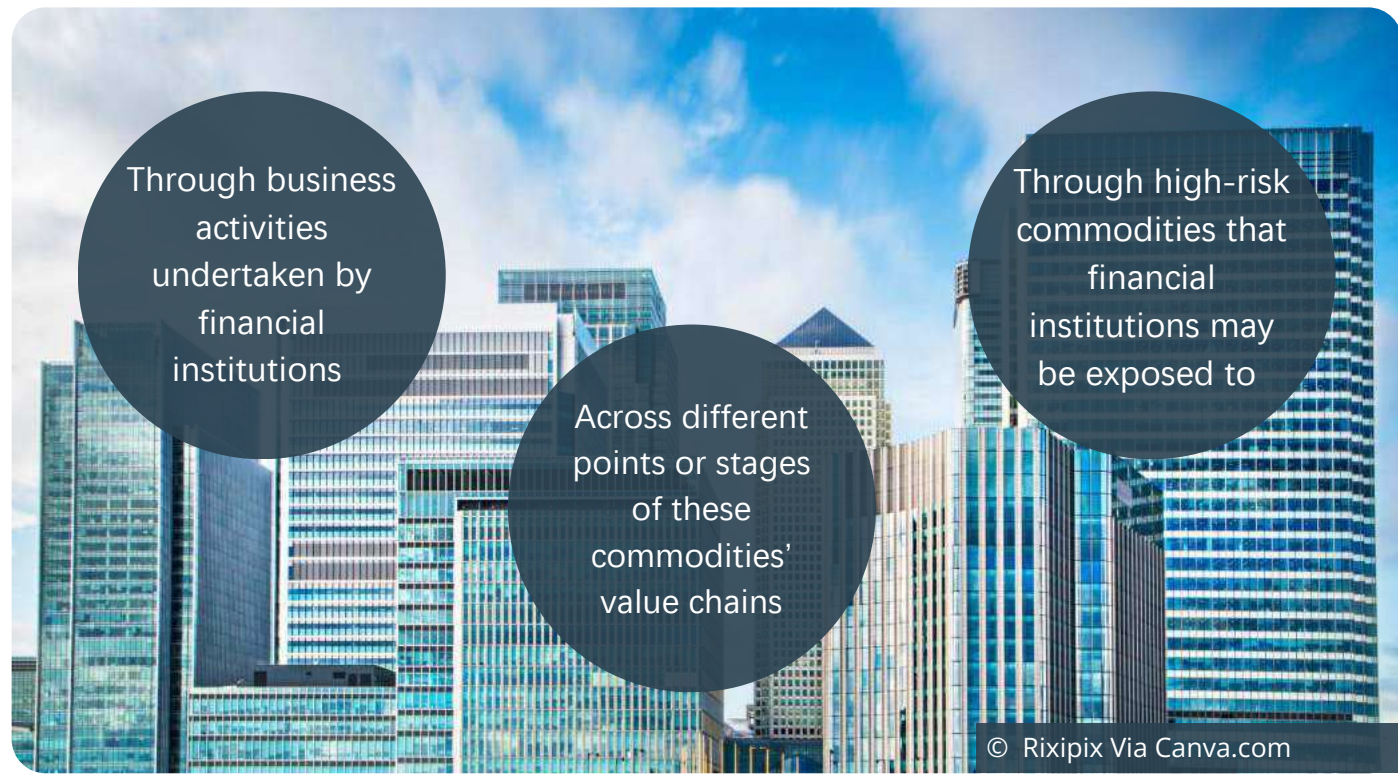 Through business
activities
undertaken by
financial
institutions
Across different
points or stages
of these
commodities’
value chains
Through high-risk
commodities that
financial
institutions may
be exposed to
© Rixipix Via Canva.com